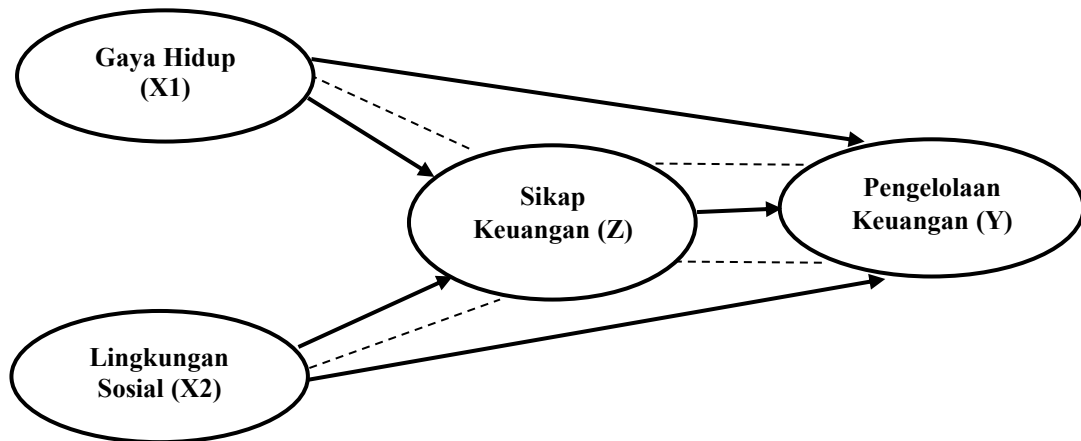 Gaya Hidup
(X1)
Sikap
Keuangan (Z)
Pengelolaan
Keuangan (Y)
Lingkungan
Sosial (X2)